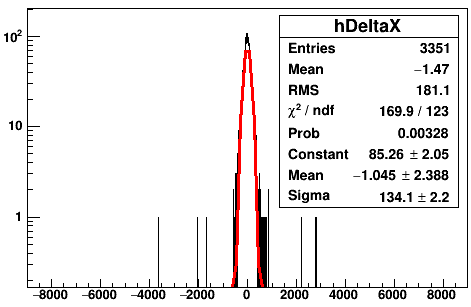 hDeltaX
Entries 3351
Mean −1.47
RMS 181.1
χ² / ndf 169.9 / 123
Prob 0.00328
Constant 85.26 ± 2.05
Mean −1.045 ± 2.388
Sigma 134.1 ± 2.2
10²
10
1
−8000 −6000 −4000 −2000 0 2000 4000 6000 8000